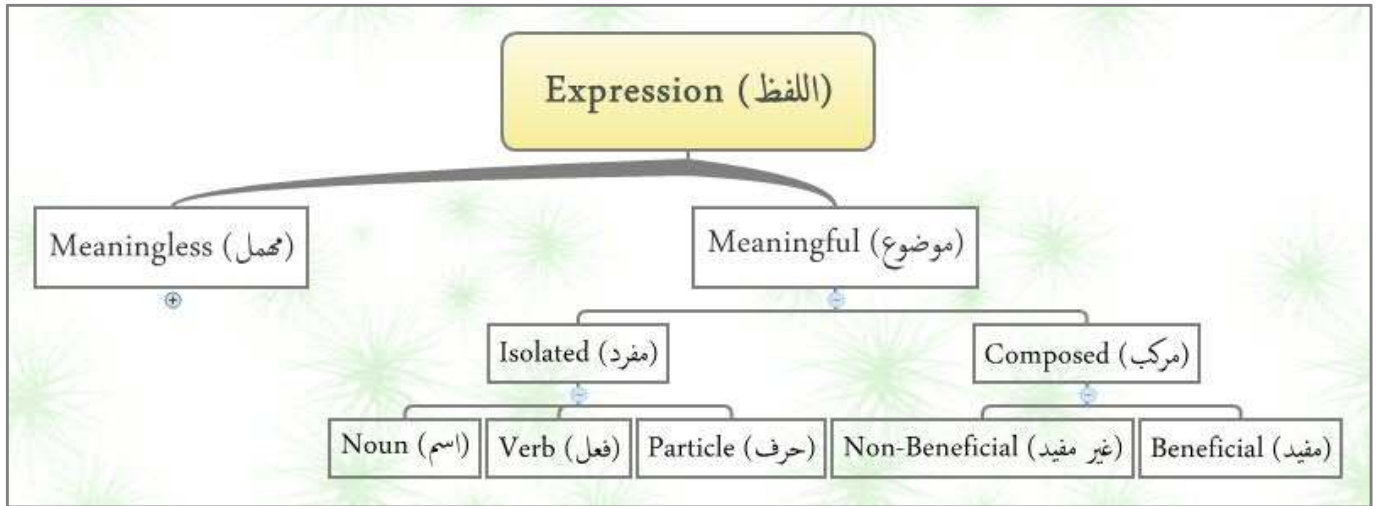 Expression (اللفظ)
Meaningless (مهمل)
Meaningful (موضوع)
Isolated (مفرد)
Composed (مركب)
Noun (اسم)
Verb (فعل)
Particle (حرف)
Non-Beneficial (غير مفيد)
Beneficial (مفيد)